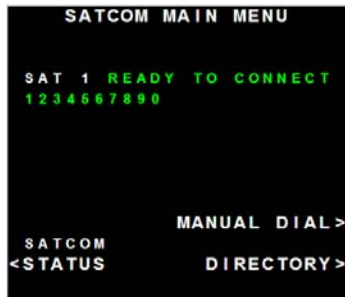 SATCOM MAIN MENU
SAT 1 READY TO CONNECT
1234567890
MANUAL DIAL>
SATCOM
<STATUS DIRECTORY>